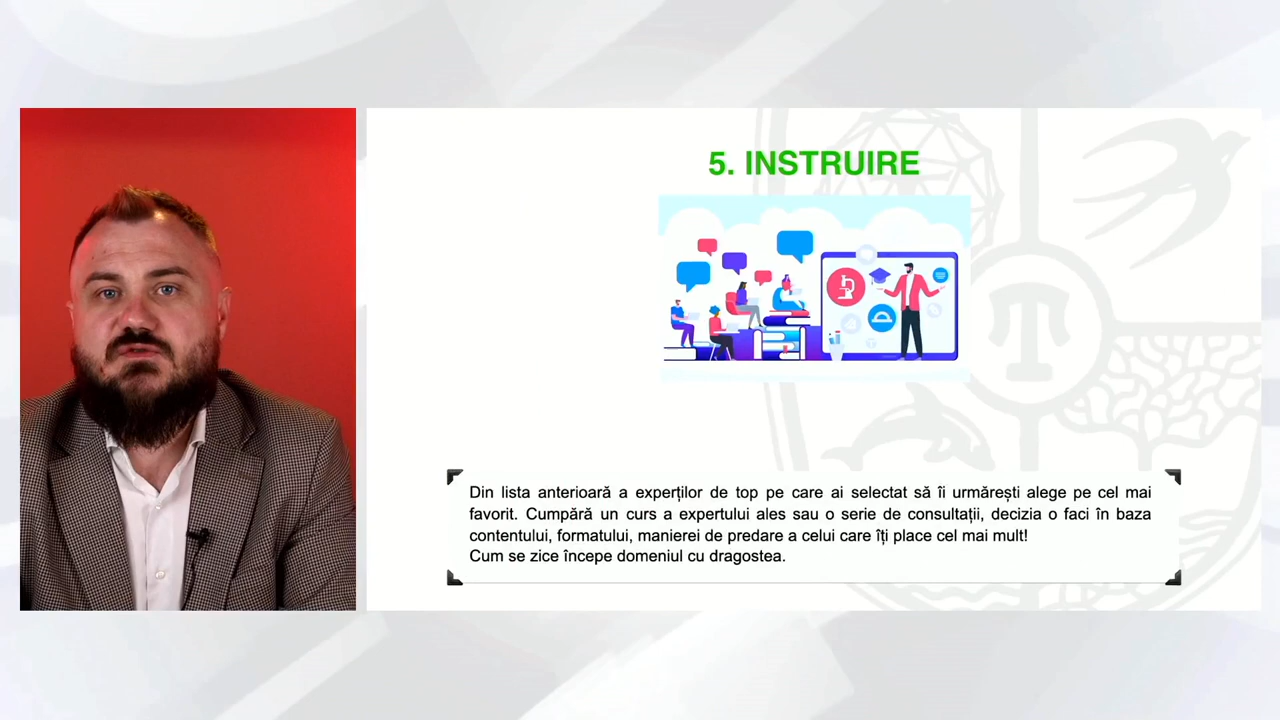 5. INSTRUIRE
Din lista anterioară a experților de top pe care ai selectat să îi urmărești alege pe cel mai
favorit. Cumpără un curs a expertului ales sau o serie de consultații, decizia o faci în baza
contentului, formatului, manierei de predare a celui care îți place cel mai mult!
Cum se zice începe domeniul cu dragostea.